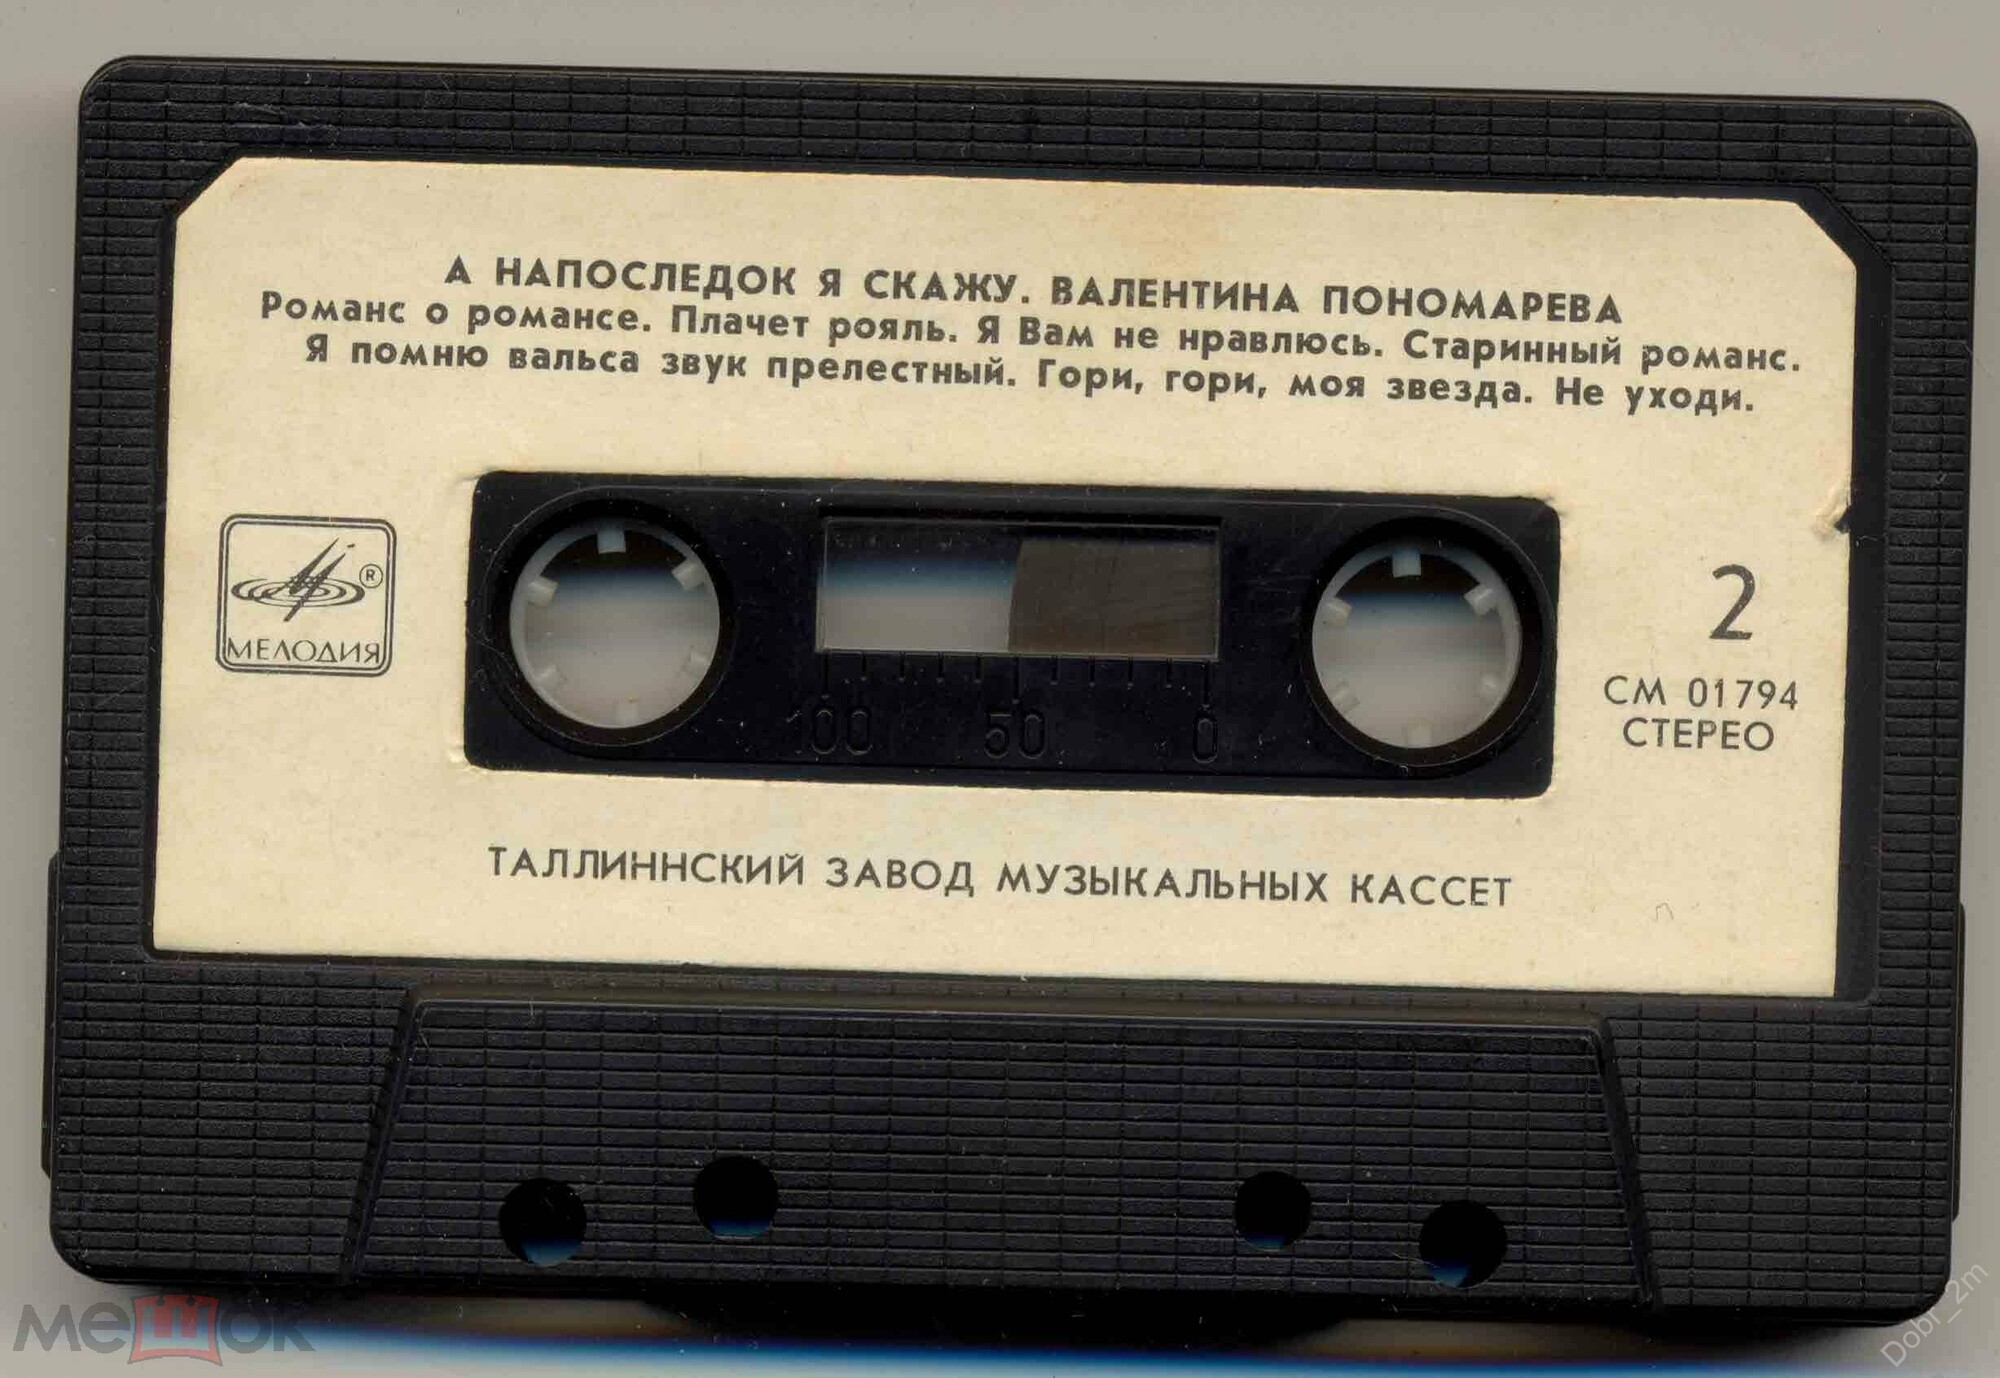 А НАПОСЛЕДОК Я СКАЖУ. ВАЛЕНТИНА ПОНОМАРЕВА
Романс о романсе. Плачет рояль. Я Вам не нравлюсь. Старинный романс.
Я помню вальса звук прелестный. Гори, гори, моя звезда. Не уходи.
®
МЕЛОДИЯ
2
СМ 01794
СТЕРЕО
100 50 0
ТАЛЛИННСКИЙ ЗАВОД МУЗЫКАЛЬНЫХ КАССЕТ
мешок
Dobr_2m